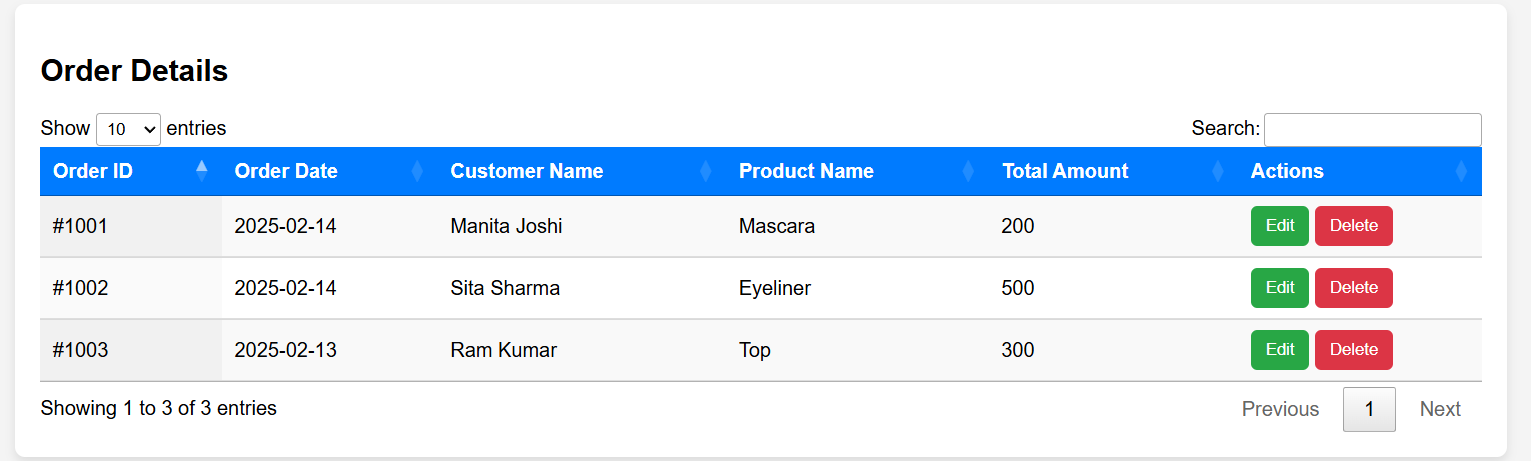 Order Details
Show 10 entries Search:
Order ID Order Date Customer Name Product Name Total Amount Actions
#1001 2025-02-14 Manita Joshi Mascara 200 Edit Delete
#1002 2025-02-14 Sita Sharma Eyeliner 500 Edit Delete
#1003 2025-02-13 Ram Kumar Top 300 Edit Delete
Showing 1 to 3 of 3 entries Previous 1 Next